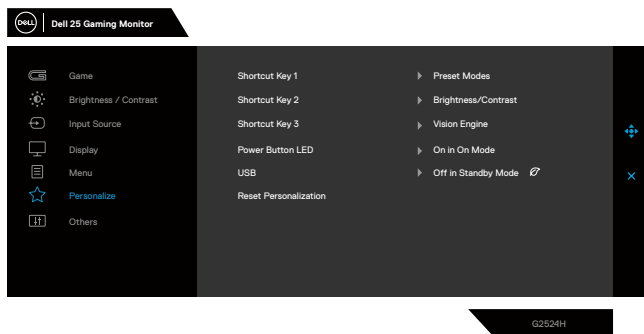 DELL
Dell 25 Gaming Monitor
Game
Shortcut Key 1
Preset Modes
Brightness / Contrast
Shortcut Key 2
Brightness/Contrast
Input Source
Shortcut Key 3
Vision Engine
Display
Power Button LED
On in On Mode
Menu
USB
Off in Standby Mode
Personalize
Reset Personalization
Others
G2524H